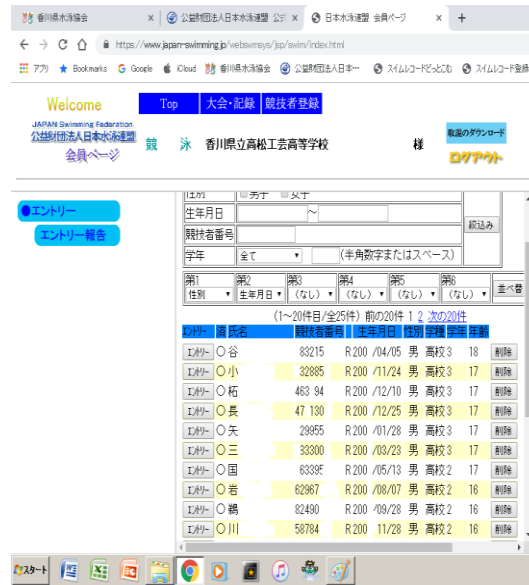 香川県水泳協会 × 公益財団法人日本水泳連盟 公式 × 日本水泳連盟 会員ページ × +
https://www.japan-swimming.jp/webswmsys/jsp/swim/index.html
アプリ Bookmarks Google iCloud 香川県水泳協会 公益財団法人日本… スイムレコードどっとこむ スイムレコード登録
Welcome Top 大会・記録 競技者登録
JAPAN Swimming Federation
公益財団法人日本水泳連盟 競 泳 香川県立高松工芸高等学校 様 取説のダウンロード
会員ページ ログアウト
●エントリー
エントリー報告
性別 男子 女子
生年月日 ~
競技者番号 絞込み
学年 全て (半角数字またはスペース)
第1 第2 第3 第4 第5 第6
性別 生年月日 (なし) (なし) (なし) (なし) 並べ替
(1~20件目/全25件) 前の20件 1 2 次の20件
エントリー 済 氏名 競技者番号 生年月日 性別 学種 学年 年齢
エントリー ○ 谷 83215 R200 /04/05 男 高校 3 18 削除
エントリー ○ 小 32885 R200 /11/24 男 高校 3 17 削除
エントリー ○ 柘 463 94 R200 /12/10 男 高校 3 17 削除
エントリー ○ 長 47 130 R200 /12/25 男 高校 3 17 削除
エントリー ○ 矢 29955 R200 /01/28 男 高校 3 17 削除
エントリー ○ 三 33300 R200 /03/23 男 高校 3 17 削除
エントリー ○ 国 63395 R200 /05/13 男 高校 2 17 削除
エントリー ○ 岩 62967 R200 /08/07 男 高校 2 16 削除
エントリー ○ 鵜 82490 R200 /09/28 男 高校 2 16 削除
エントリー ○ 川 58784 R200 11/28 男 高校 2 16 削除
スタート